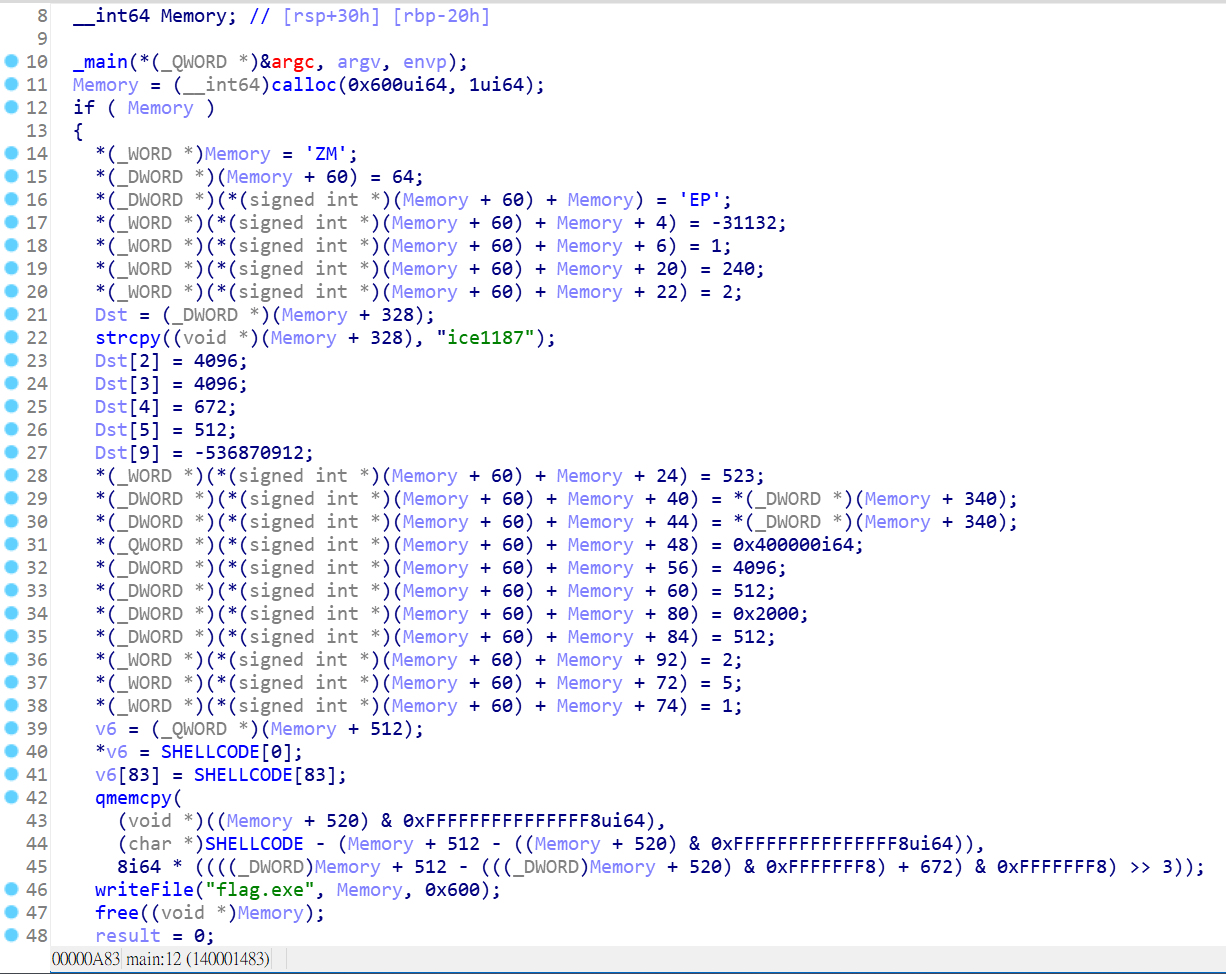 8 __int64 Memory; // [rsp+30h] [rbp-20h]
9
10 _main(*(_QWORD *)&argc, argv, envp);
11 Memory = (__int64)calloc(0x600ui64, 1ui64);
12 if ( Memory )
13 {
14 *(_WORD *)Memory = 'ZM';
15 *(_DWORD *)(Memory + 60) = 64;
16 *(_DWORD *)(*(signed int *)(Memory + 60) + Memory) = 'EP';
17 *(_WORD *)(*(signed int *)(Memory + 60) + Memory + 4) = -31132;
18 *(_WORD *)(*(signed int *)(Memory + 60) + Memory + 6) = 1;
19 *(_WORD *)(*(signed int *)(Memory + 60) + Memory + 20) = 240;
20 *(_WORD *)(*(signed int *)(Memory + 60) + Memory + 22) = 2;
21 Dst = (_DWORD *)(Memory + 328);
22 strcpy((void *)(Memory + 328), "ice1187");
23 Dst[2] = 4096;
24 Dst[3] = 4096;
25 Dst[4] = 672;
26 Dst[5] = 512;
27 Dst[9] = -536870912;
28 *(_WORD *)(*(signed int *)(Memory + 60) + Memory + 24) = 523;
29 *(_DWORD *)(*(signed int *)(Memory + 60) + Memory + 40) = *(_DWORD *)(Memory + 340);
30 *(_DWORD *)(*(signed int *)(Memory + 60) + Memory + 44) = *(_DWORD *)(Memory + 340);
31 *(_QWORD *)(*(signed int *)(Memory + 60) + Memory + 48) = 0x400000i64;
32 *(_DWORD *)(*(signed int *)(Memory + 60) + Memory + 56) = 4096;
33 *(_DWORD *)(*(signed int *)(Memory + 60) + Memory + 60) = 512;
34 *(_DWORD *)(*(signed int *)(Memory + 60) + Memory + 80) = 0x2000;
35 *(_DWORD *)(*(signed int *)(Memory + 60) + Memory + 84) = 512;
36 *(_WORD *)(*(signed int *)(Memory + 60) + Memory + 92) = 2;
37 *(_WORD *)(*(signed int *)(Memory + 60) + Memory + 72) = 5;
38 *(_WORD *)(*(signed int *)(Memory + 60) + Memory + 74) = 1;
39 v6 = (_QWORD *)(Memory + 512);
40 *v6 = SHELLCODE[0];
41 v6[83] = SHELLCODE[83];
42 qmemcpy(
43 (void *)((Memory + 520) & 0xFFFFFFFFFFFFFFF8ui64),
44 (char *)SHELLCODE - (Memory + 512 - ((Memory + 520) & 0xFFFFFFFFFFFFFFF8ui64)),
45 8i64 * ((((_DWORD)Memory + 512 - (((_DWORD)Memory + 520) & 0xFFFFFFF8) + 672) & 0xFFFFFFF8) >> 3));
46 writeFile("flag.exe", Memory, 0x600);
47 free((void *)Memory);
48 result = 0;
00000A83 main:12 (140001483)